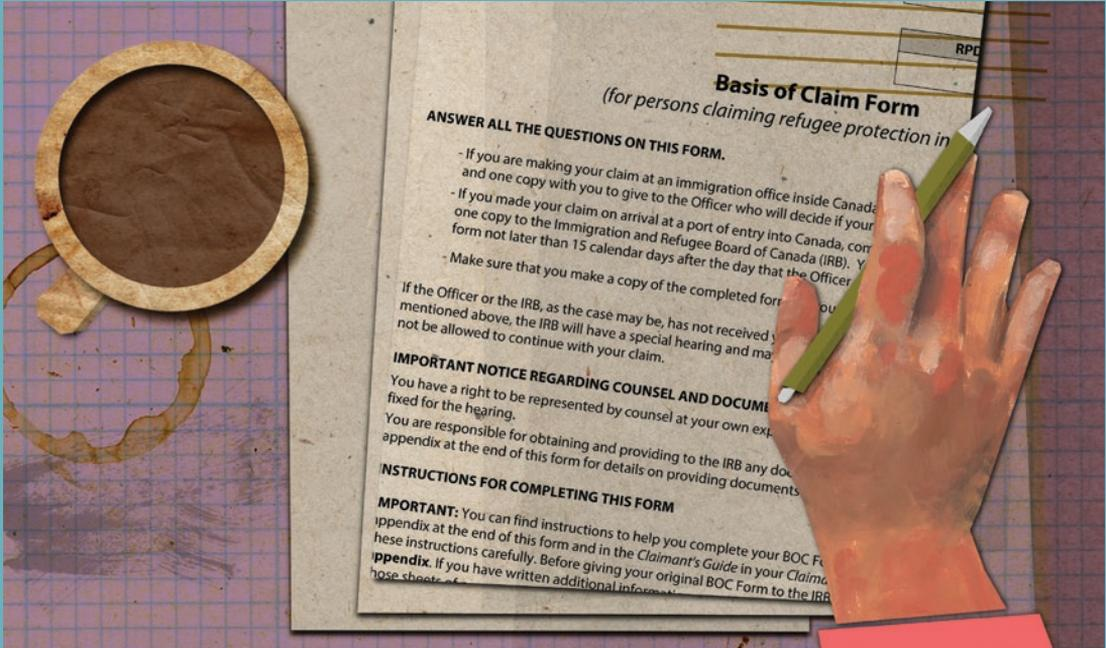 RPD
Basis of Claim Form
(for persons claiming refugee protection in
ANSWER ALL THE QUESTIONS ON THIS FORM.
- If you are making your claim at an immigration office inside Canada
and one copy with you to give to the Officer who will decide if your
- If you made your claim on arrival at a port of entry into Canada, com
one copy to the Immigration and Refugee Board of Canada (IRB). Y
form not later than 15 calendar days after the day that the Officer
- Make sure that you make a copy of the completed form ou
If the Officer or the IRB, as the case may be, has not received y
mentioned above, the IRB will have a special hearing and ma
not be allowed to continue with your claim.
IMPORTANT NOTICE REGARDING COUNSEL AND DOCUME
You have a right to be represented by counsel at your own exp
fixed for the hearing.
You are responsible for obtaining and providing to the IRB any doc
appendix at the end of this form for details on providing documents
INSTRUCTIONS FOR COMPLETING THIS FORM
MPORTANT: You can find instructions to help you complete your BOC F
appendix at the end of this form and in the Claimant's Guide in your Claima
hese instructions carefully. Before giving your original BOC Form to the IRB
ppendix. If you have written additional informati
hose sheets of a